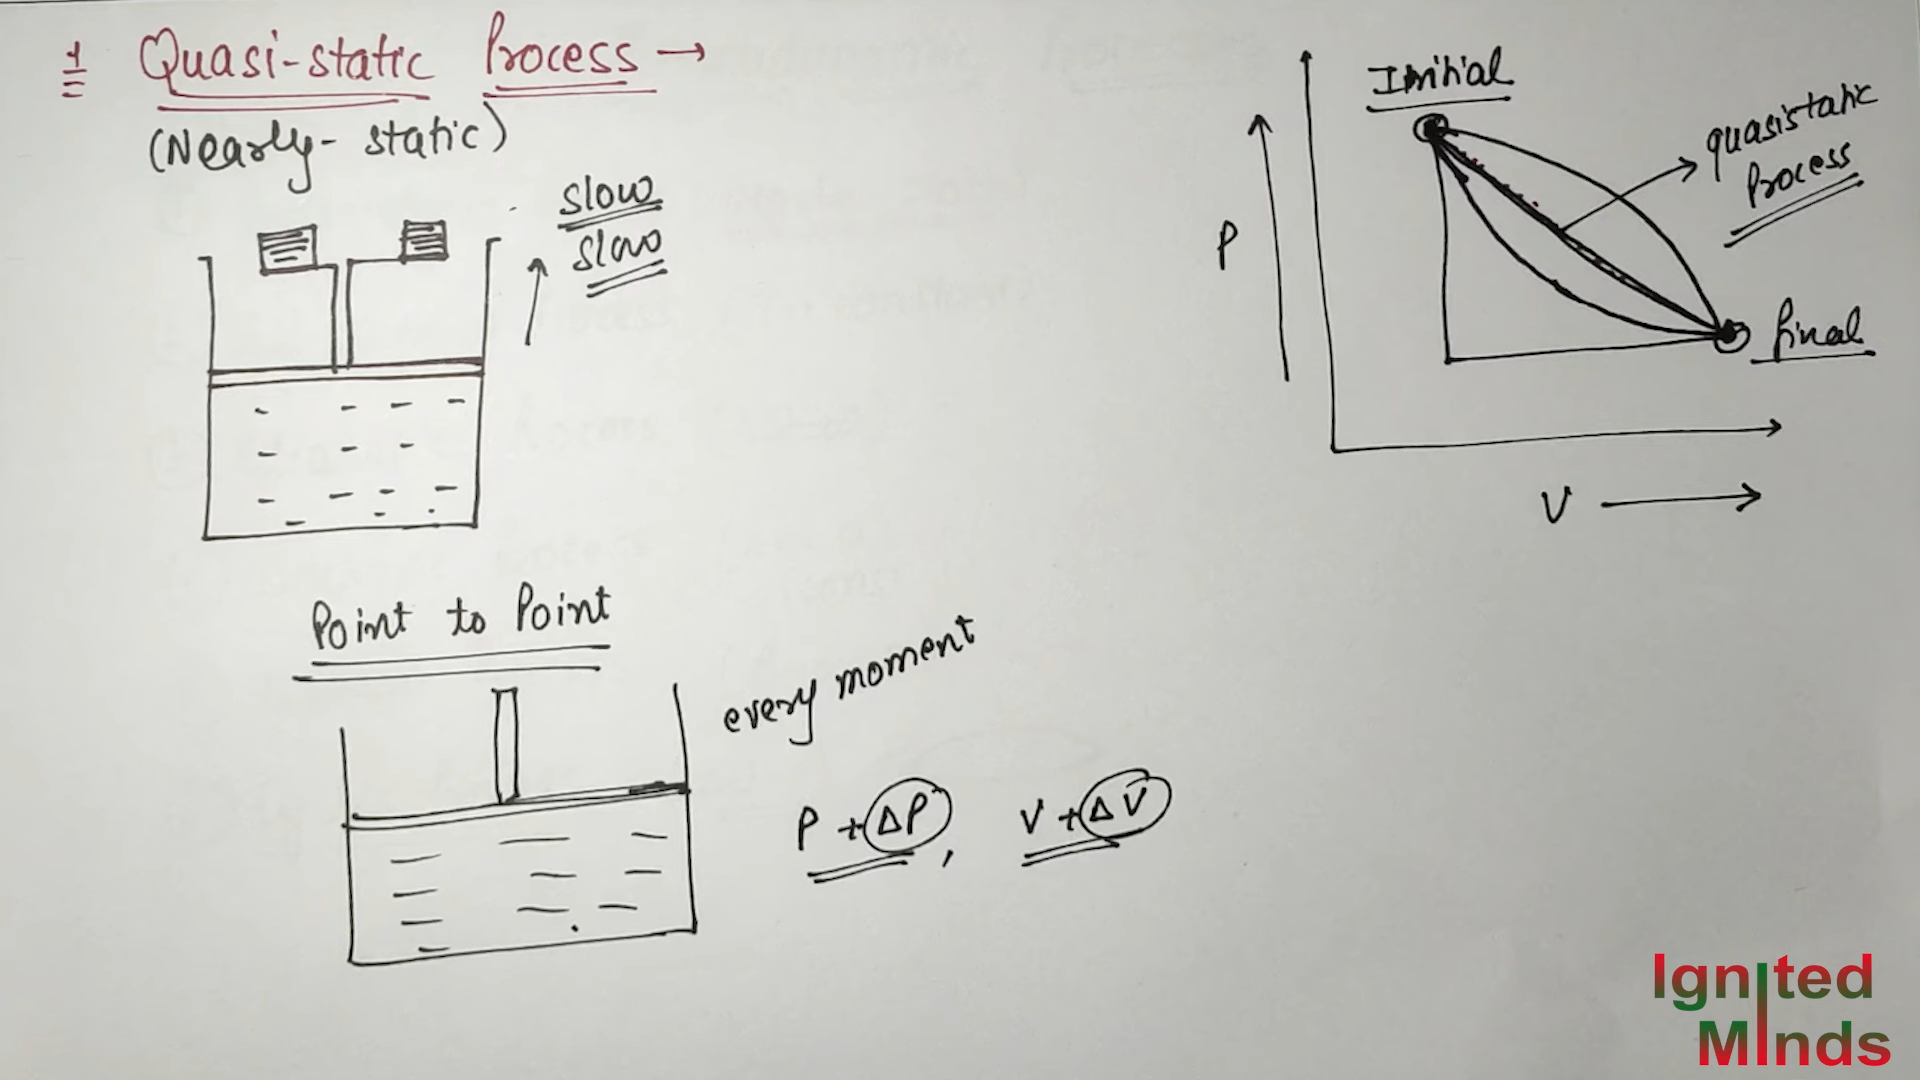 1 Quasi-static Process →
(Nearly-static)
slow
slow
Point to Point
every moment
P + ΔP, V + ΔV
Initial
quasistatic
Process
P
final
V
Ignited
Minds